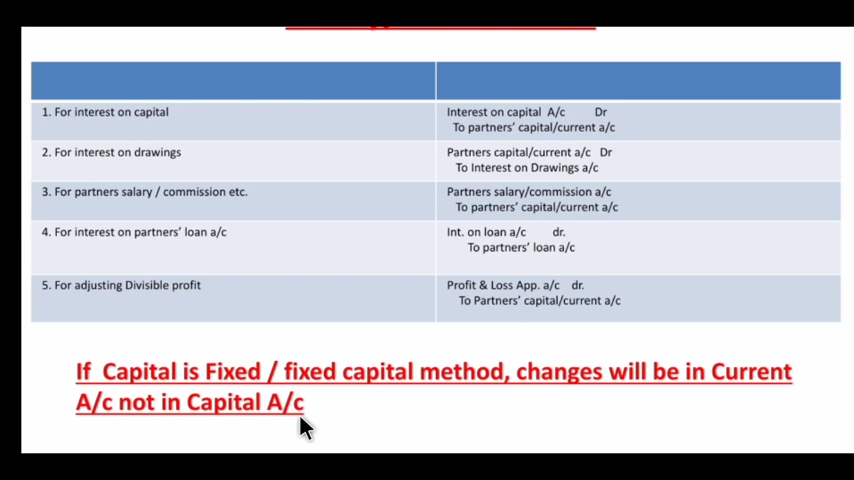 1. For interest on capital
Interest on capital A/c Dr
To partners' capital/current a/c
2. For interest on drawings
Partners capital/current a/c Dr
To Interest on Drawings a/c
3. For partners salary / commission etc.
Partners salary/commission a/c
To partners' capital/current a/c
4. For interest on partners' loan a/c
Int. on loan a/c dr.
To partners' loan a/c
5. For adjusting Divisible profit
Profit & Loss App. a/c dr.
To Partners' capital/current a/c
If Capital is Fixed / fixed capital method, changes will be in Current
A/c not in Capital A/c